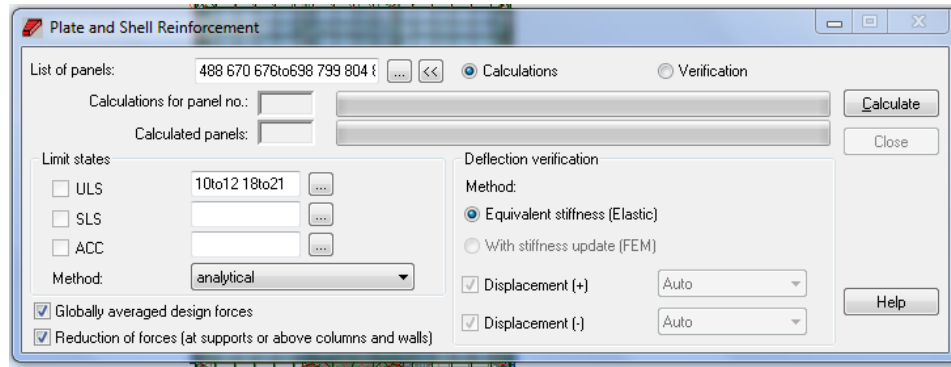 Plate and Shell Reinforcement
List of panels: 488 670 676to698 799 804 ... << Calculations Verification
Calculations for panel no.: Calculate
Calculated panels: Close
Limit states Deflection verification
ULS 10to12 18to21 ... Method:
SLS ... Equivalent stiffness (Elastic)
ACC ... With stiffness update (FEM)
Method: analytical Displacement (+) Auto
Globally averaged design forces Help
Displacement (-) Auto
Reduction of forces (at supports or above columns and walls)